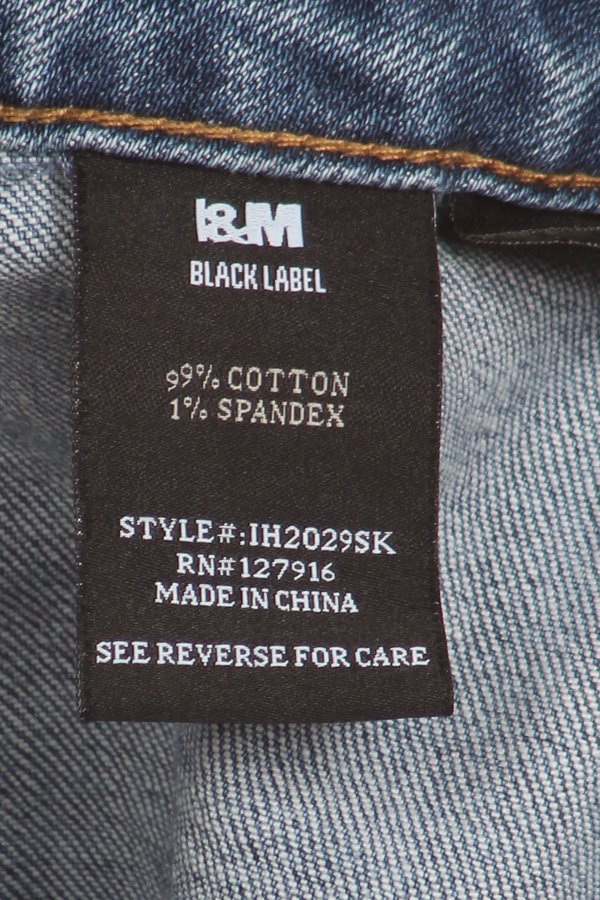 I&M
BLACK LABEL
99% COTTON
1% SPANDEX
STYLE#:IH2029SK
RN#127916
MADE IN CHINA
SEE REVERSE FOR CARE